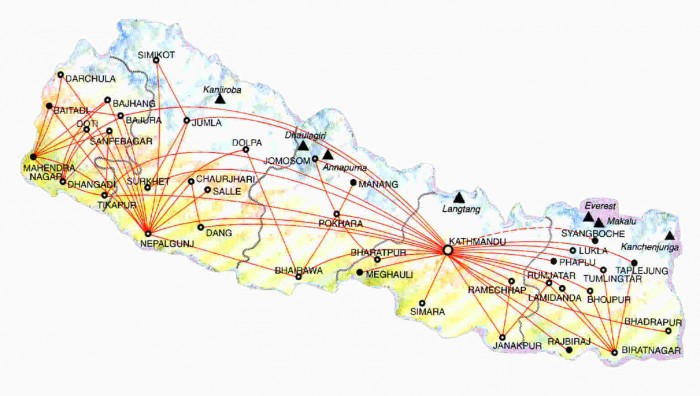 SIMIKOT
DARCHULA
Kanjiroba
BAITADI
BAJHANG
BAJURA
JUMLA
DOTI
SANFEBAGAR
DOLPA
Dhaulagiri
JOMOSOM
Annapurna
MAHENDRA
NAGAR
DHANGADI
SURKHET
CHAURJHARI
SALLE
MANANG
TIKAPUR
Langtang
Everest
Makalu
POKHARA
DANG
NEPALGUNJ
KATHMANDU
SYANGBOCHE
Kanchenjunga
LUKLA
BHARATPUR
PHAPLU
BHAIRAWA
MEGHAULI
RUMJATAR
TUMLINGTAR
TAPLEJUNG
RAMECHHAP
LAMIDANDA
BHOJPUR
SIMARA
BHADRAPUR
JANAKPUR
RAJBIRAJ
BIRATNAGAR